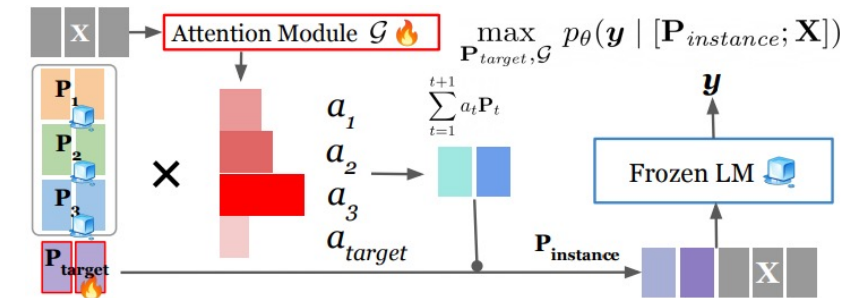 X
Attention Module 𝒢
max p_θ(y | [P_instance; X])
P_target, 𝒢
P_1
P_2
P_3
P_target
×
a_1
a_2
a_3
a_target
t+1
∑ a_t P_t
t=1
y
Frozen LM
P_instance
X